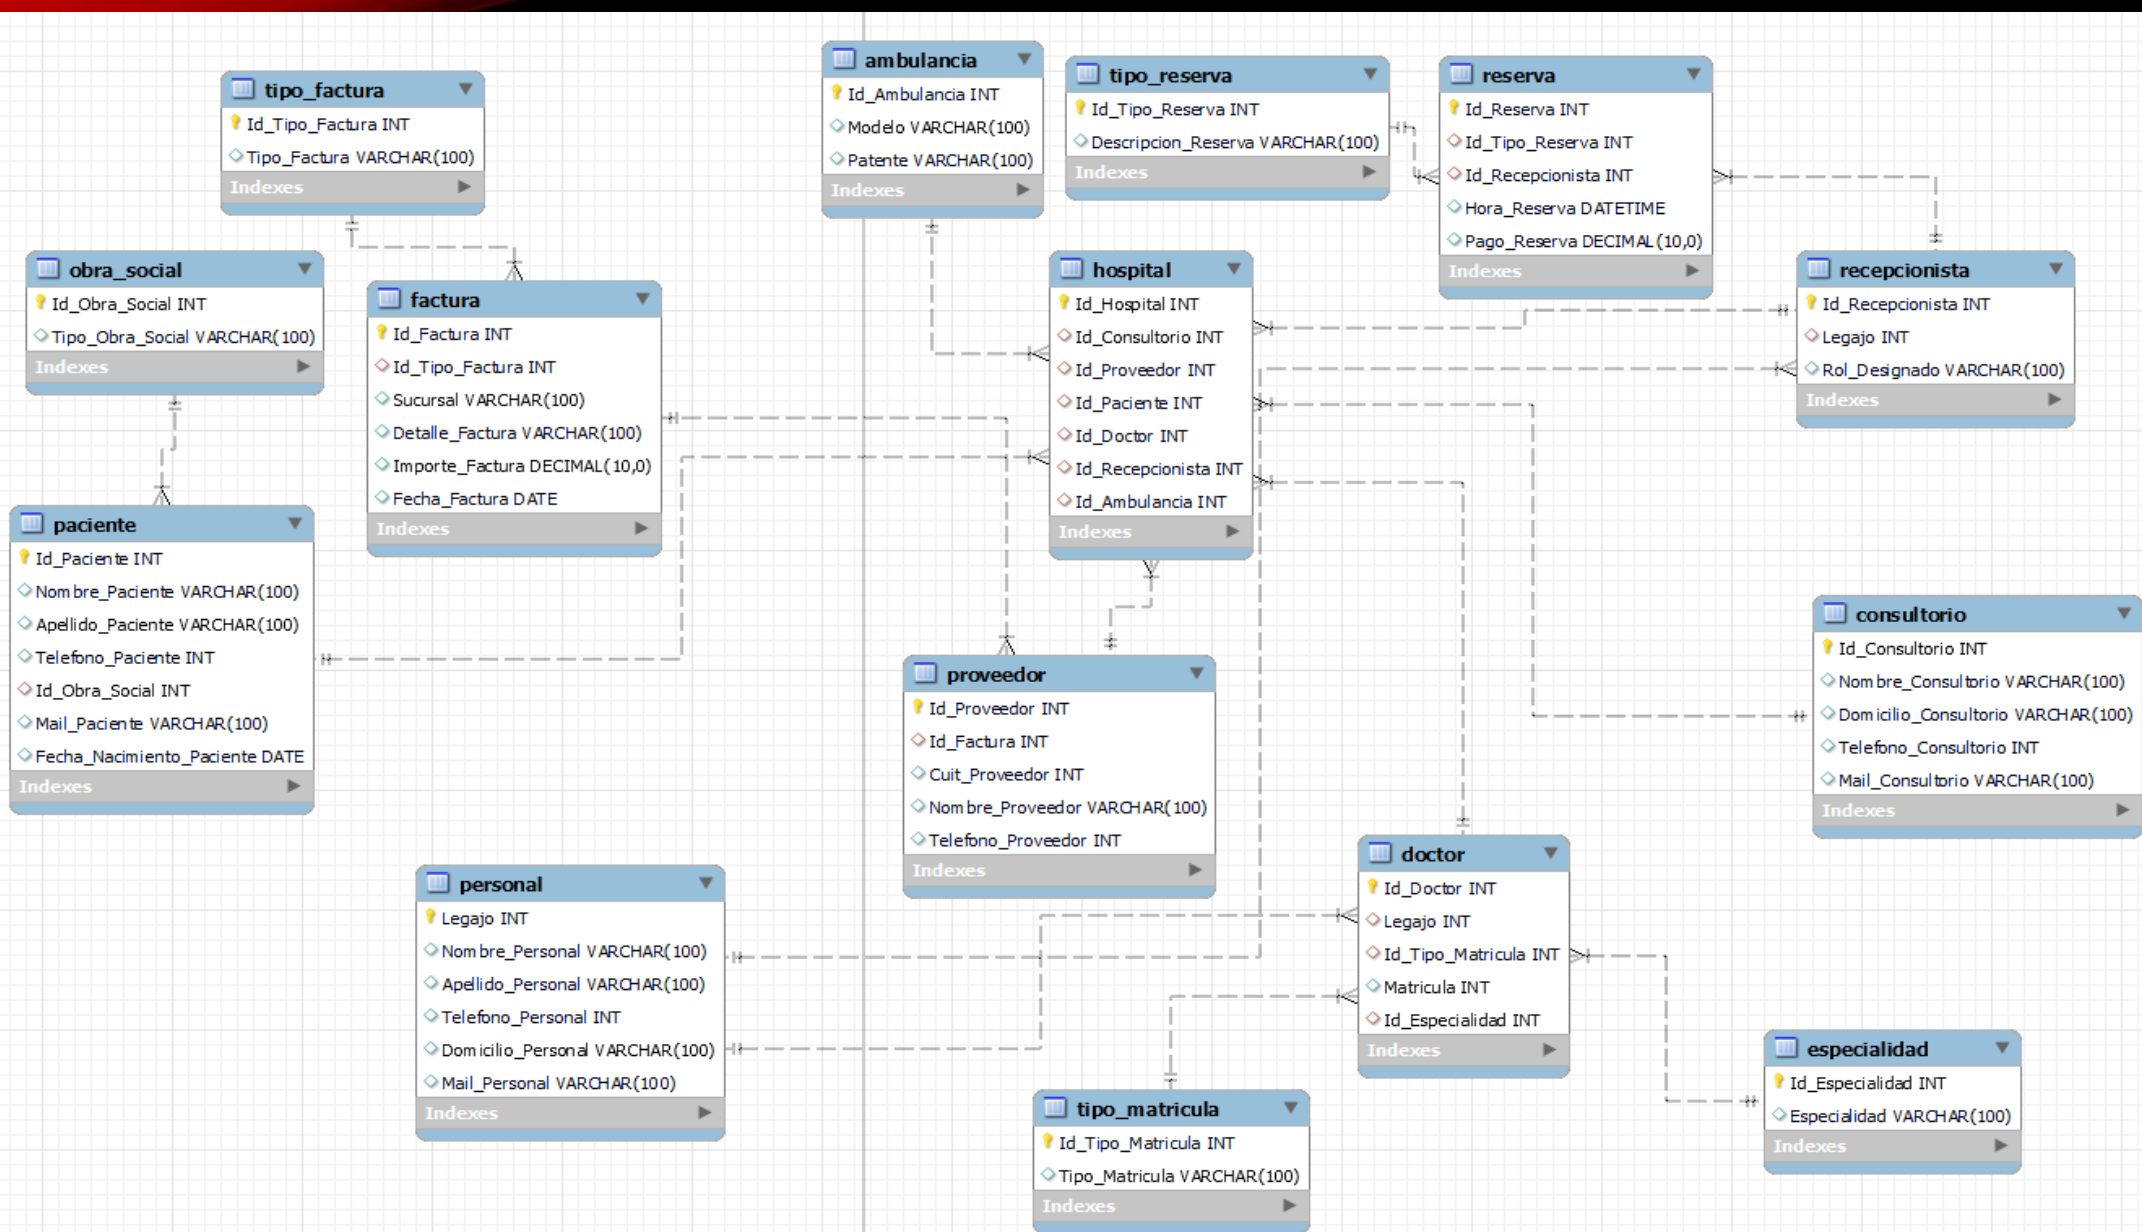 tipo_factura
Id_Tipo_Factura INT
Tipo_Factura VARCHAR(100)
Indexes
ambulancia
Id_Ambulancia INT
Modelo VARCHAR(100)
Patente VARCHAR(100)
Indexes
tipo_reserva
Id_Tipo_Reserva INT
Descripcion_Reserva VARCHAR(100)
Indexes
reserva
Id_Reserva INT
Id_Tipo_Reserva INT
Id_Recepcionista INT
Hora_Reserva DATETIME
Pago_Reserva DECIMAL(10,0)
Indexes
obra_social
Id_Obra_Social INT
Tipo_Obra_Social VARCHAR(100)
Indexes
factura
Id_Factura INT
Id_Tipo_Factura INT
Sucursal VARCHAR(100)
Detalle_Factura VARCHAR(100)
Importe_Factura DECIMAL(10,0)
Fecha_Factura DATE
Indexes
hospital
Id_Hospital INT
Id_Consultorio INT
Id_Proveedor INT
Id_Paciente INT
Id_Doctor INT
Id_Recepcionista INT
Id_Ambulancia INT
Indexes
recepcionista
Id_Recepcionista INT
Legajo INT
Rol_Designado VARCHAR(100)
Indexes
paciente
Id_Paciente INT
Nombre_Paciente VARCHAR(100)
Apellido_Paciente VARCHAR(100)
Telefono_Paciente INT
Id_Obra_Social INT
Mail_Paciente VARCHAR(100)
Fecha_Nacimiento_Paciente DATE
Indexes
proveedor
Id_Proveedor INT
Id_Factura INT
Cuit_Proveedor INT
Nombre_Proveedor VARCHAR(100)
Telefono_Proveedor INT
Indexes
consultorio
Id_Consultorio INT
Nombre_Consultorio VARCHAR(100)
Domicilio_Consultorio VARCHAR(100)
Telefono_Consultorio INT
Mail_Consultorio VARCHAR(100)
Indexes
personal
Legajo INT
Nombre_Personal VARCHAR(100)
Apellido_Personal VARCHAR(100)
Telefono_Personal INT
Domicilio_Personal VARCHAR(100)
Mail_Personal VARCHAR(100)
Indexes
doctor
Id_Doctor INT
Legajo INT
Id_Tipo_Matricula INT
Matricula INT
Id_Especialidad INT
Indexes
tipo_matricula
Id_Tipo_Matricula INT
Tipo_Matricula VARCHAR(100)
Indexes
especialidad
Id_Especialidad INT
Especialidad VARCHAR(100)
Indexes